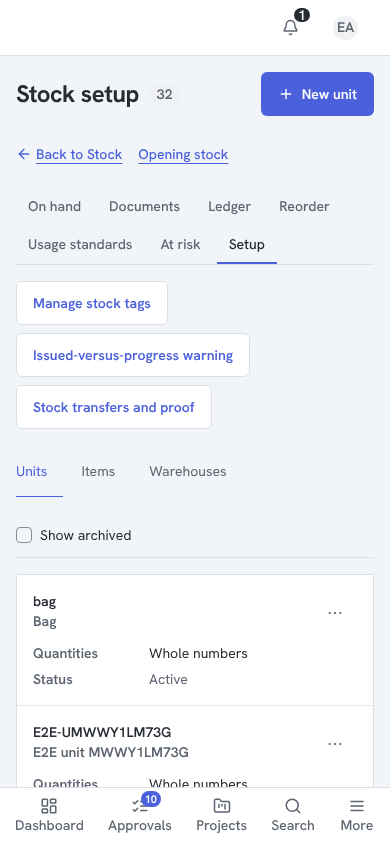 1
EA
Stock setup 32
+ New unit
← Back to Stock Opening stock
On hand Documents Ledger Reorder
Usage standards At risk Setup
Manage stock tags
Issued-versus-progress warning
Stock transfers and proof
Units Items Warehouses
Show archived
bag
...
Bag
Quantities Whole numbers
Status Active
E2E-UMWWY1LM73G
...
E2E unit MWWY1LM73G
Quantities Whole numbers
10
Dashboard Approvals Projects Search More